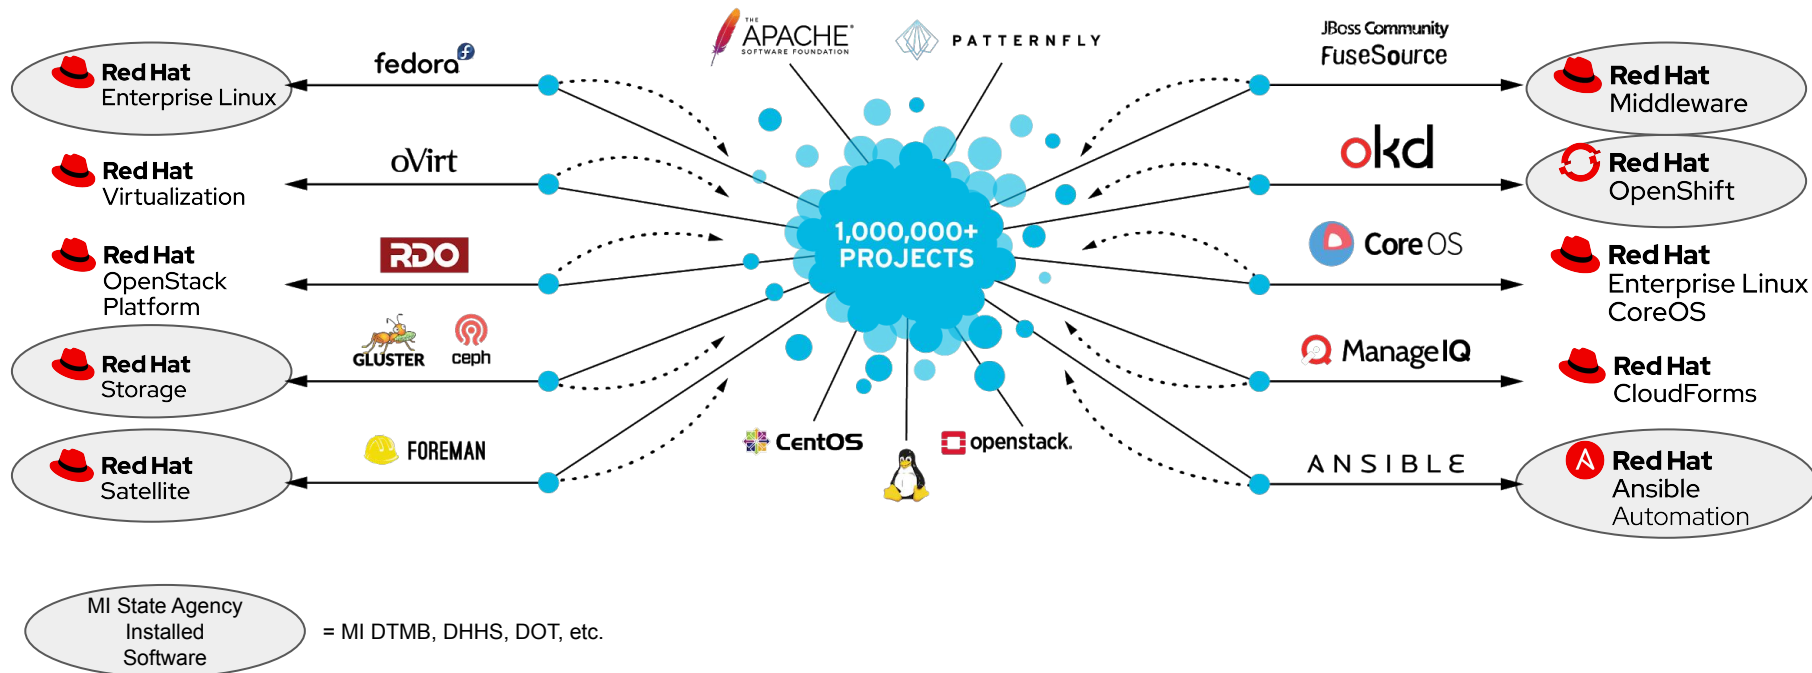 THE
APACHE®
SOFTWARE FOUNDATION
PATTERNFLY
JBoss Community
FuseSource
fedora
Red Hat
Enterprise Linux
Red Hat
Middleware
oVirt
okd
Red Hat
Virtualization
Red Hat
OpenShift
1,000,000+
PROJECTS
RDO
CoreOS
Red Hat
OpenStack
Platform
Red Hat
Enterprise Linux
CoreOS
GLUSTER
ceph
ManageIQ
Red Hat
Storage
Red Hat
CloudForms
FOREMAN
CentOS
openstack.
ANSIBLE
Red Hat
Satellite
Red Hat
Ansible
Automation
MI State Agency
Installed
Software
= MI DTMB, DHHS, DOT, etc.